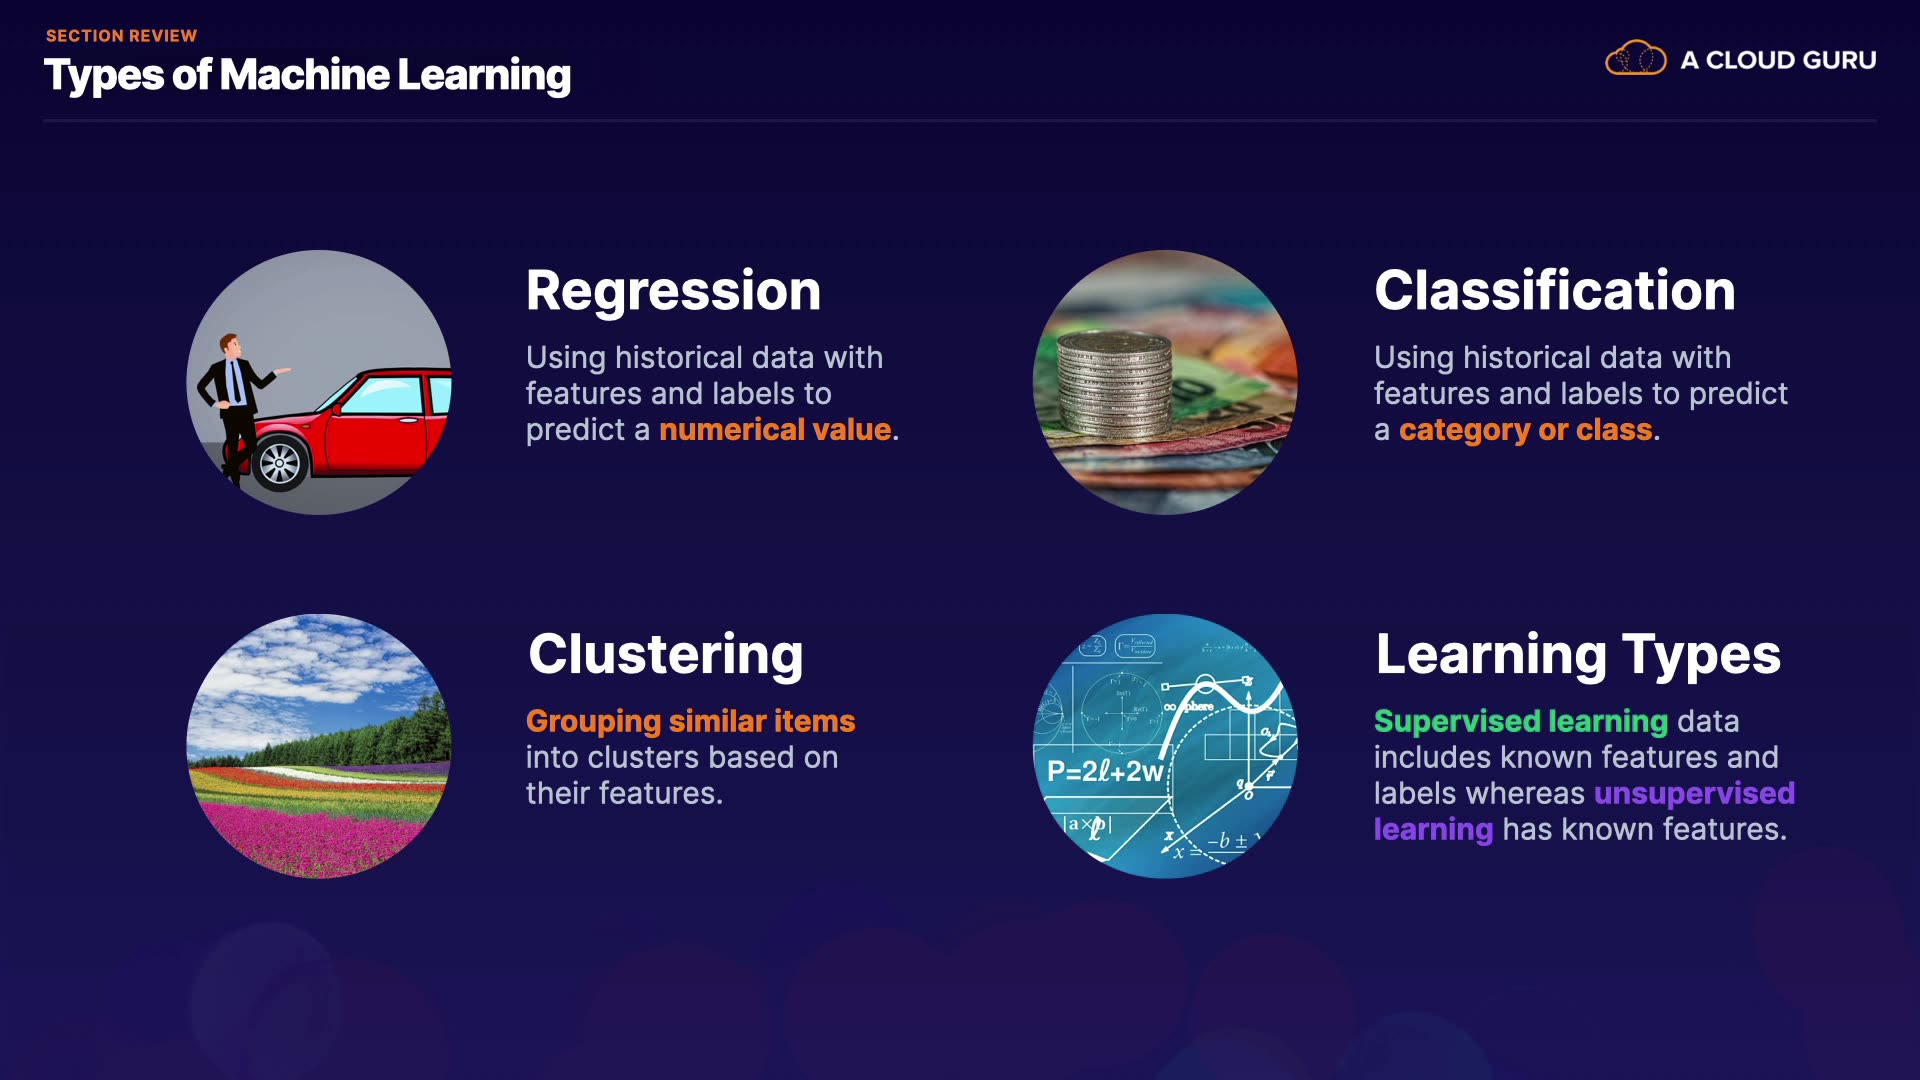 SECTION REVIEW
Types of Machine Learning
A CLOUD GURU
Regression
Using historical data with
features and labels to
predict a numerical value.
Classification
Using historical data with
features and labels to predict
a category or class.
Clustering
Grouping similar items
into clusters based on
their features.
Learning Types
Supervised learning data
includes known features and
labels whereas unsupervised
learning has known features.
P=2ℓ+2w